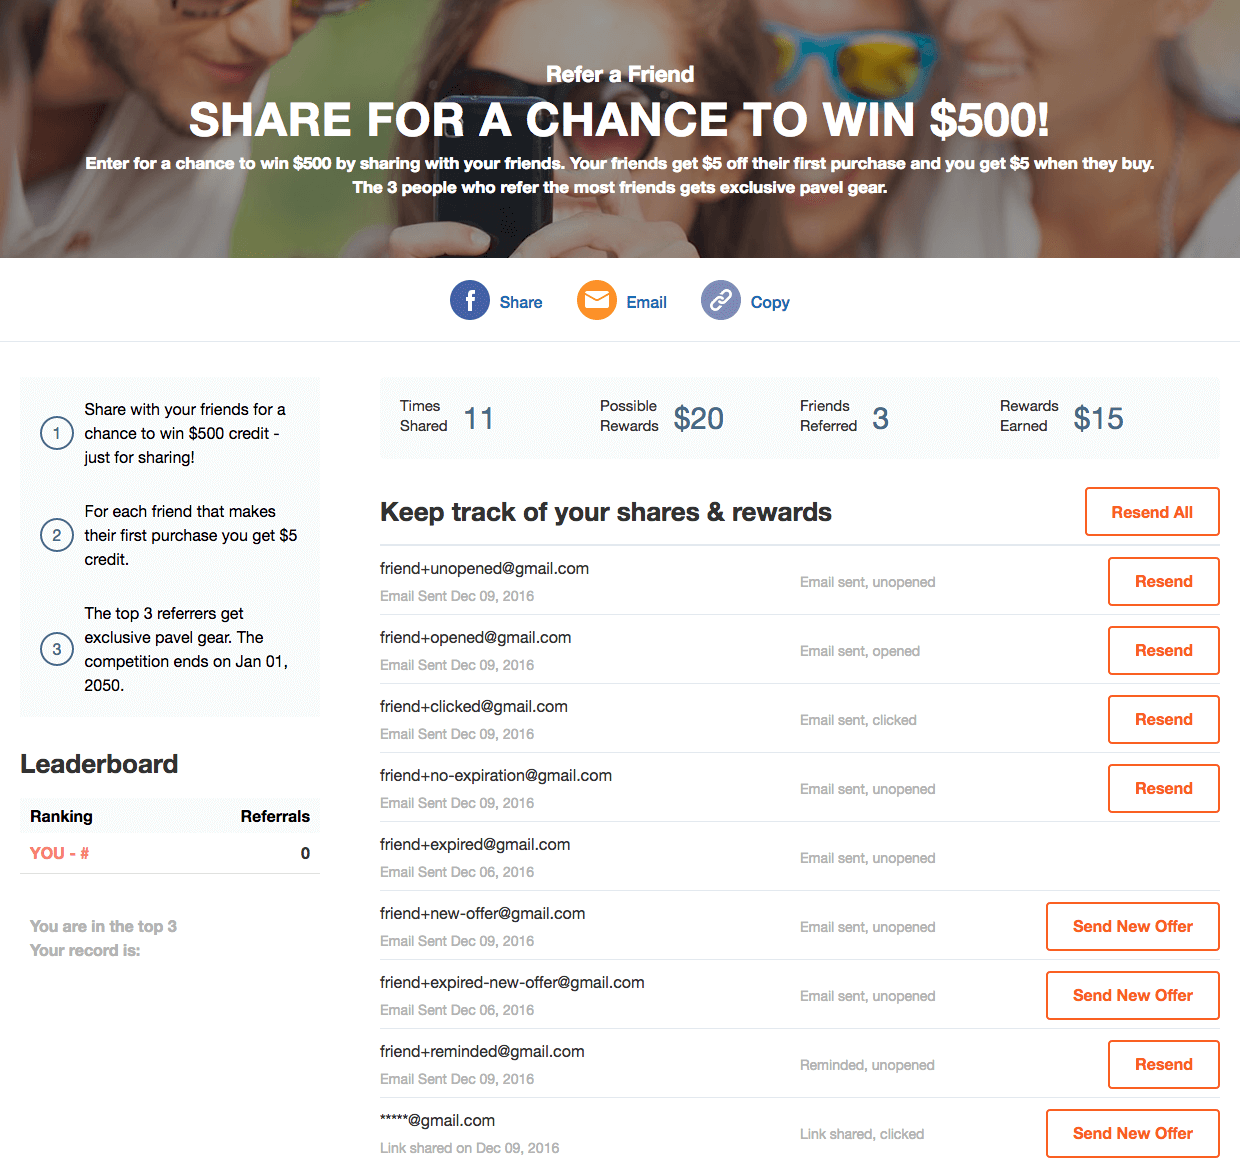 Refer a Friend
SHARE FOR A CHANCE TO WIN $500!
Enter for a chance to win $500 by sharing with your friends. Your friends get $5 off their first purchase and you get $5 when they buy.
The 3 people who refer the most friends gets exclusive pavel gear.
Share
Email
Copy
1
Share with your friends for a
chance to win $500 credit -
just for sharing!
2
For each friend that makes
their first purchase you get $5
credit.
3
The top 3 referrers get
exclusive pavel gear. The
competition ends on Jan 01,
2050.
Leaderboard
Ranking Referrals
YOU - # 0
You are in the top 3
Your record is:
Times
Shared
11
Possible
Rewards
$20
Friends
Referred
3
Rewards
Earned
$15
Keep track of your shares & rewards
Resend All
friend+unopened@gmail.com
Email Sent Dec 09, 2016
Email sent, unopened
Resend
friend+opened@gmail.com
Email Sent Dec 09, 2016
Email sent, opened
Resend
friend+clicked@gmail.com
Email Sent Dec 09, 2016
Email sent, clicked
Resend
friend+no-expiration@gmail.com
Email Sent Dec 09, 2016
Email sent, unopened
Resend
friend+expired@gmail.com
Email Sent Dec 06, 2016
Email sent, unopened
friend+new-offer@gmail.com
Email Sent Dec 09, 2016
Email sent, unopened
Send New Offer
friend+expired-new-offer@gmail.com
Email Sent Dec 06, 2016
Email sent, unopened
Send New Offer
friend+reminded@gmail.com
Email Sent Dec 09, 2016
Reminded, unopened
Resend
*****@gmail.com
Link shared on Dec 09, 2016
Link shared, clicked
Send New Offer